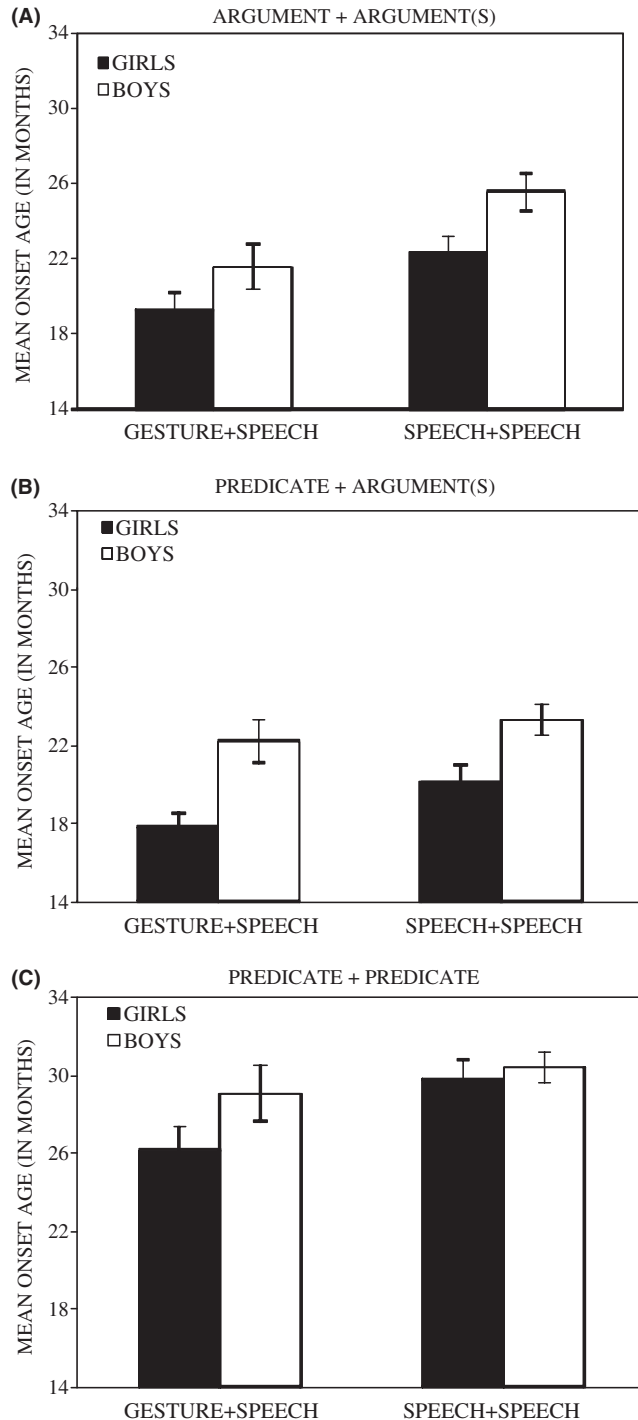 (A) ARGUMENT + ARGUMENT(S)
34
GIRLS
BOYS
30
26
22
18
14
MEAN ONSET AGE (IN MONTHS)
GESTURE+SPEECH SPEECH+SPEECH
(B) PREDICATE + ARGUMENT(S)
34
GIRLS
BOYS
30
26
22
18
14
MEAN ONSET AGE (IN MONTHS)
GESTURE+SPEECH SPEECH+SPEECH
(C) PREDICATE + PREDICATE
34
GIRLS
BOYS
30
26
22
18
14
MEAN ONSET AGE (IN MONTHS)
GESTURE+SPEECH SPEECH+SPEECH